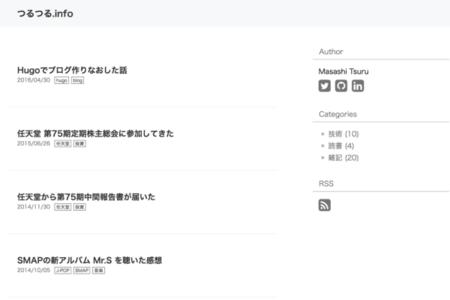 つるつる.info
Hugoでブログ作りなおした話
2016/04/30 hugo blog
任天堂 第75期定期株主総会に参加してきた
2015/06/26 任天堂 投資
任天堂から第75期中間報告書が届いた
2014/11/30 任天堂 投資
SMAPの新アルバム Mr.S を聴いた感想
2014/10/05 J-POP SMAP 音楽
Author
Masashi Tsuru
Categories
技術 (10)
読書 (4)
雑記 (20)
RSS